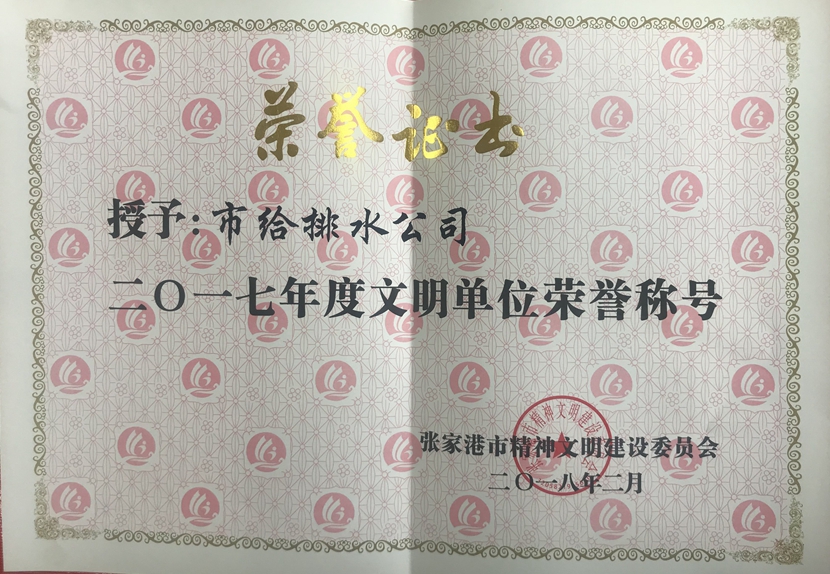 荣誉证书
授予：市给排水公司
二〇一七年度文明单位荣誉称号
张家港市精神文明建设委员会
二〇一八年二月